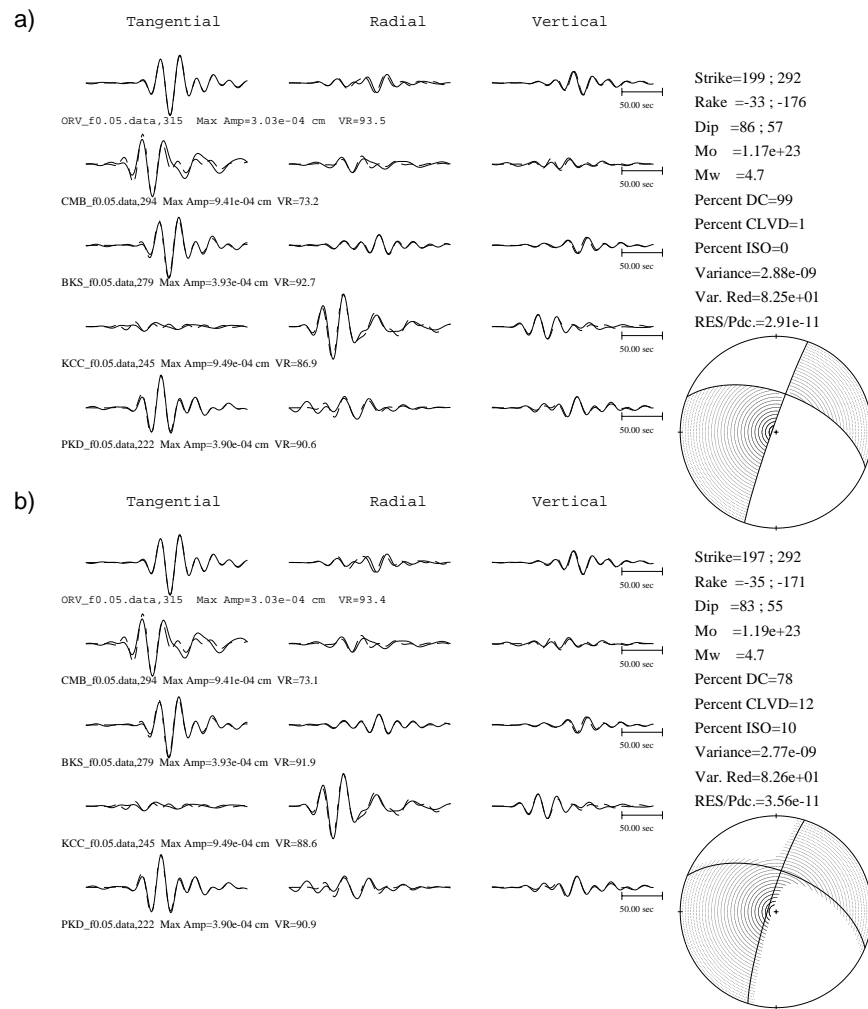 a)
Tangential Radial Vertical
50.00 sec
ORV_f0.05.data,315 Max Amp=3.03e-04 cm VR=93.5
50.00 sec
CMB_f0.05.data,294 Max Amp=9.41e-04 cm VR=73.2
50.00 sec
BKS_f0.05.data,279 Max Amp=3.93e-04 cm VR=92.7
50.00 sec
KCC_f0.05.data,245 Max Amp=9.49e-04 cm VR=86.9
50.00 sec
PKD_f0.05.data,222 Max Amp=3.90e-04 cm VR=90.6
Strike=199 ; 292
Rake =-33 ; -176
Dip =86 ; 57
Mo =1.17e+23
Mw =4.7
Percent DC=99
Percent CLVD=1
Percent ISO=0
Variance=2.88e-09
Var. Red=8.25e+01
RES/Pdc.=2.91e-11
b)
Tangential Radial Vertical
50.00 sec
ORV_f0.05.data,315 Max Amp=3.03e-04 cm VR=93.4
50.00 sec
CMB_f0.05.data,294 Max Amp=9.41e-04 cm VR=73.1
50.00 sec
BKS_f0.05.data,279 Max Amp=3.93e-04 cm VR=91.9
50.00 sec
KCC_f0.05.data,245 Max Amp=9.49e-04 cm VR=88.6
50.00 sec
PKD_f0.05.data,222 Max Amp=3.90e-04 cm VR=90.9
Strike=197 ; 292
Rake =-35 ; -171
Dip =83 ; 55
Mo =1.19e+23
Mw =4.7
Percent DC=78
Percent CLVD=12
Percent ISO=10
Variance=2.77e-09
Var. Red=8.26e+01
RES/Pdc.=3.56e-11